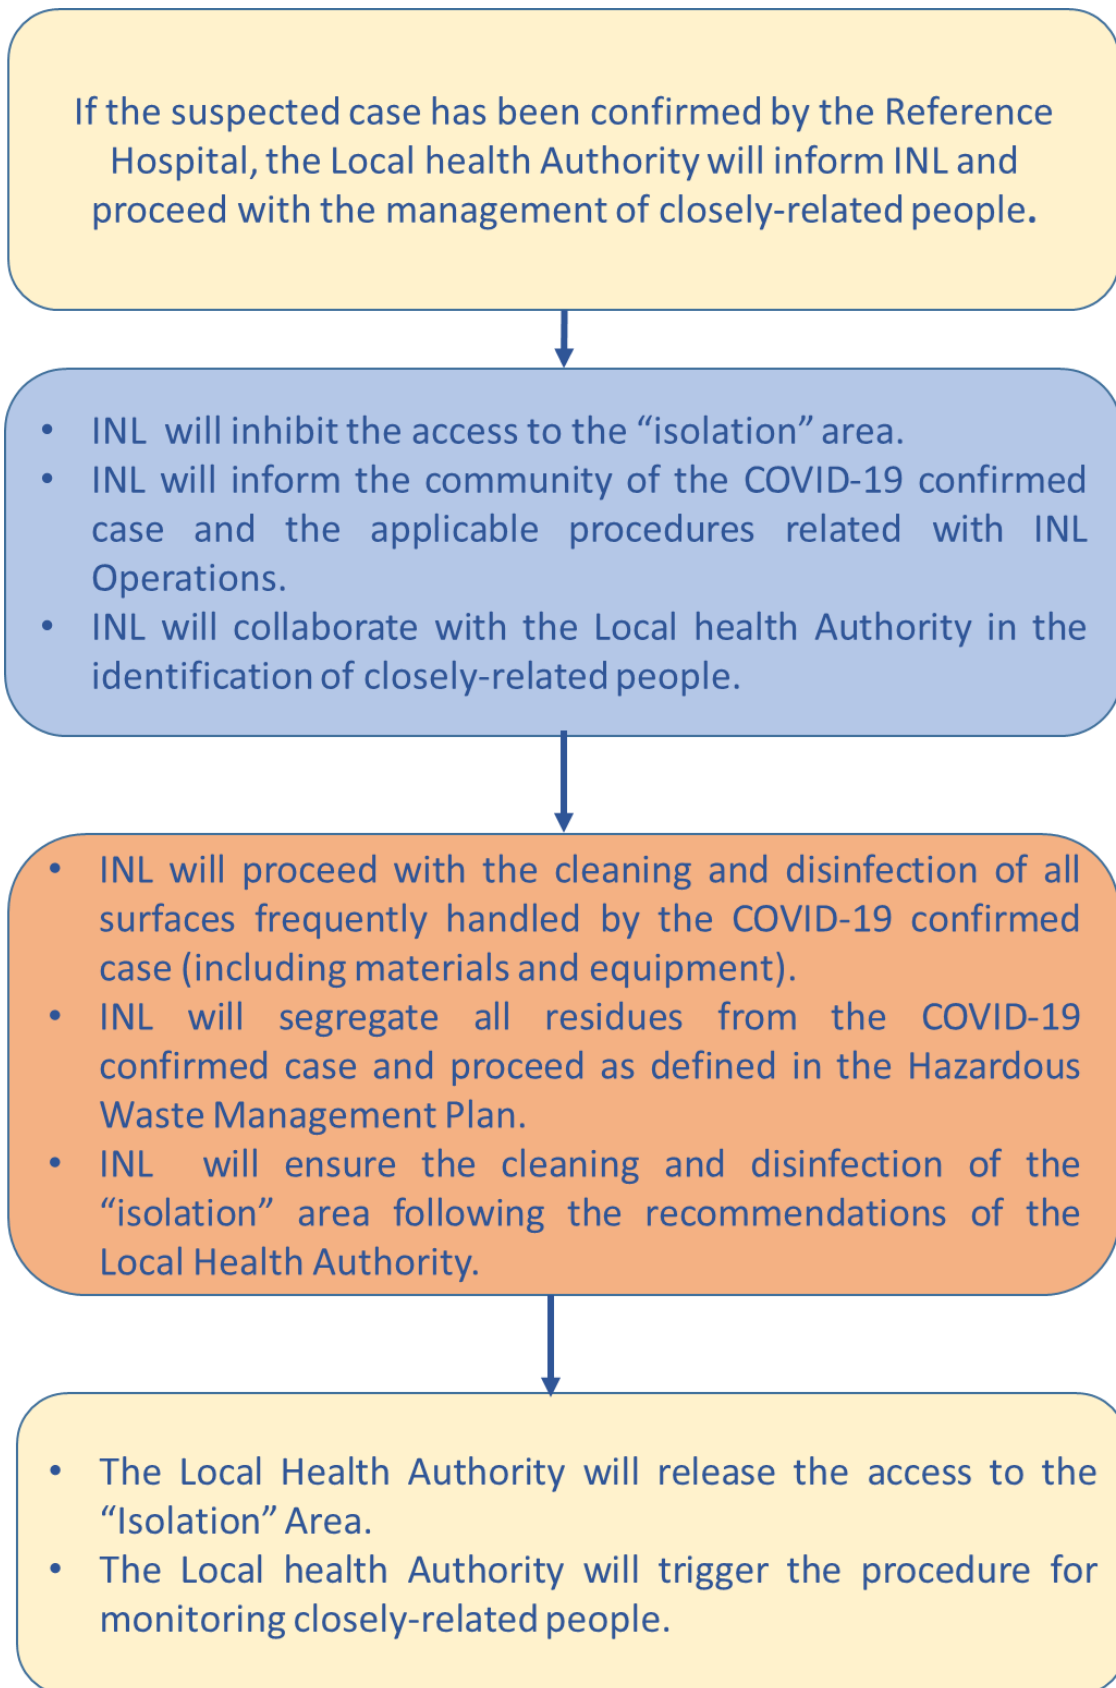 If the suspected case has been confirmed by the Reference
Hospital, the Local health Authority will inform INL and
proceed with the management of closely-related people.
• INL will inhibit the access to the “isolation” area.
• INL will inform the community of the COVID-19 confirmed
case and the applicable procedures related with INL
Operations.
• INL will collaborate with the Local health Authority in the
identification of closely-related people.
• INL will proceed with the cleaning and disinfection of all
surfaces frequently handled by the COVID-19 confirmed
case (including materials and equipment).
• INL will segregate all residues from the COVID-19
confirmed case and proceed as defined in the Hazardous
Waste Management Plan.
• INL will ensure the cleaning and disinfection of the
“isolation” area following the recommendations of the
Local Health Authority.
• The Local Health Authority will release the access to the
“Isolation” Area.
• The Local health Authority will trigger the procedure for
monitoring closely-related people.